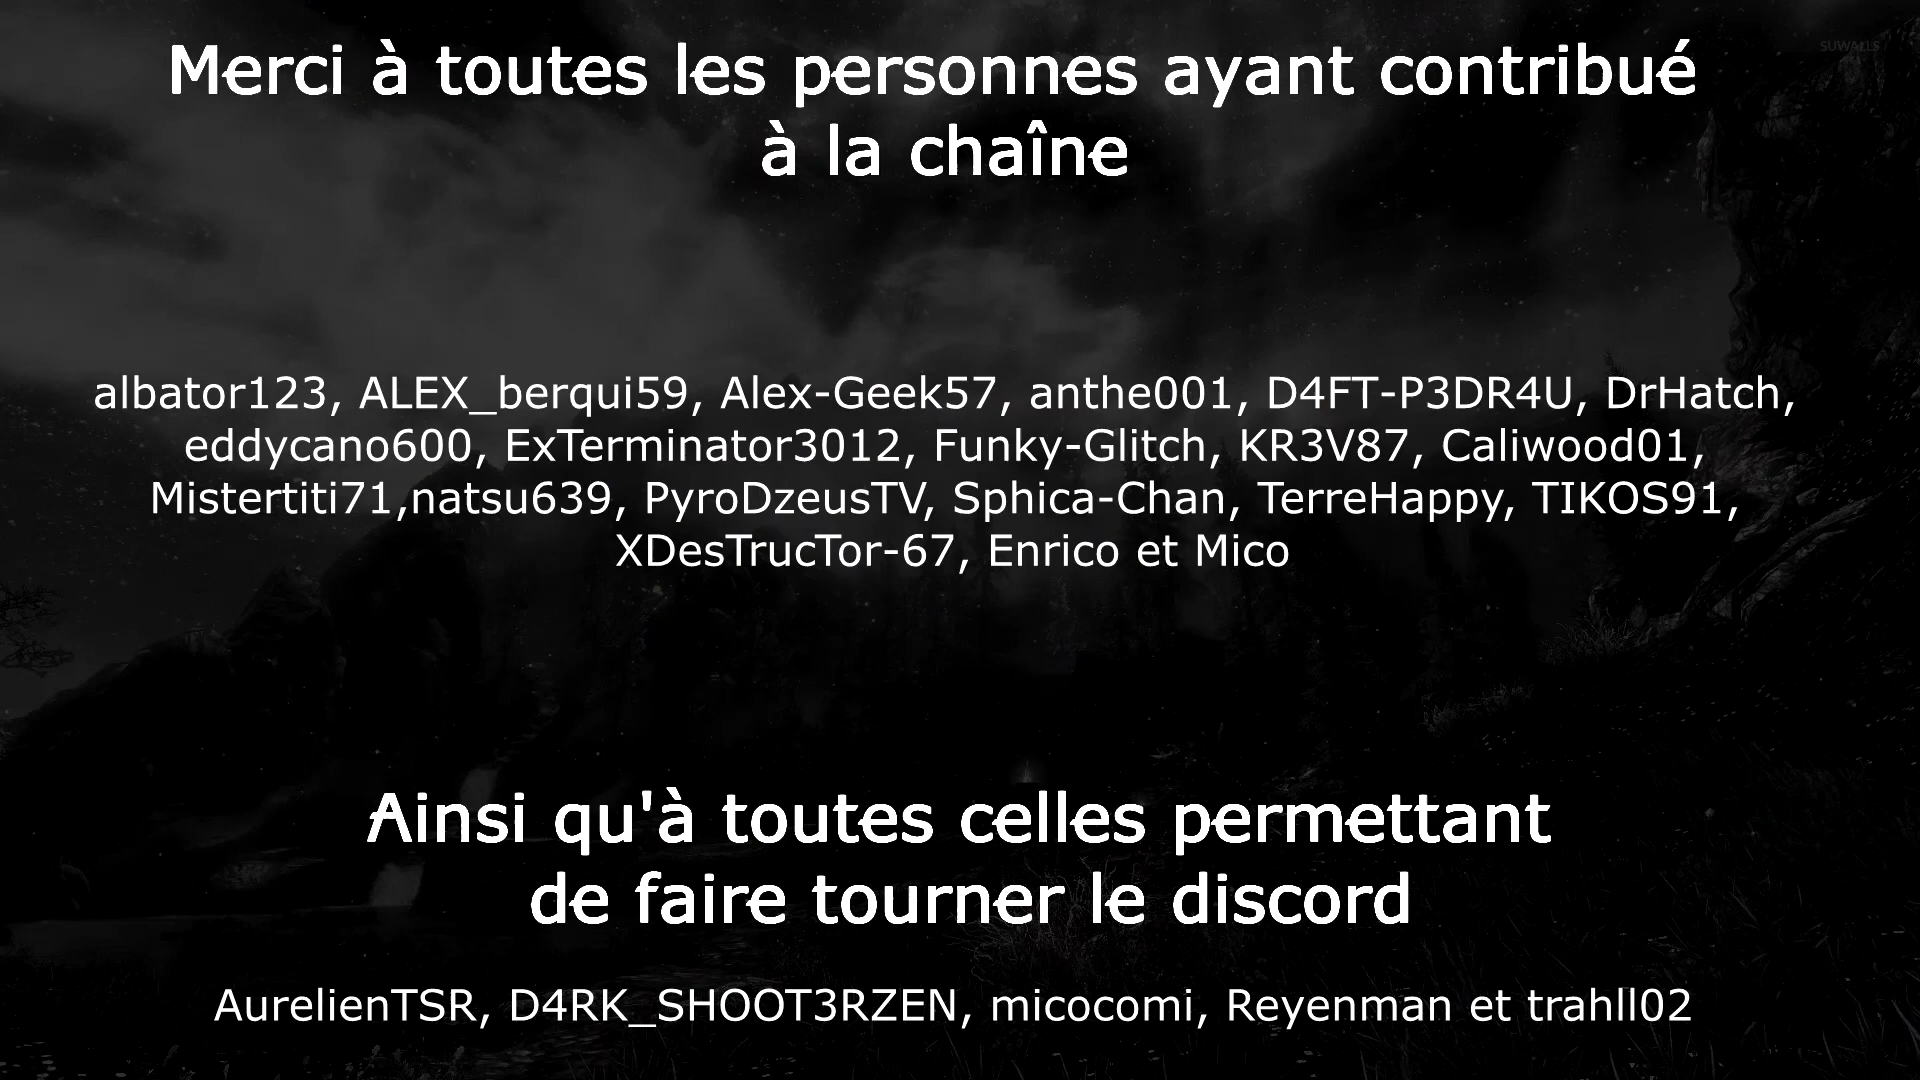 SUWALLS
Merci à toutes les personnes ayant contribué
à la chaîne
albator123, ALEX_berqui59, Alex-Geek57, anthe001, D4FT-P3DR4U, DrHatch,
eddycano600, ExTerminator3012, Funky-Glitch, KR3V87, Caliwood01,
Mistertiti71,natsu639, PyroDzeusTV, Sphica-Chan, TerreHappy, TIKOS91,
XDesTrucTor-67, Enrico et Mico
Ainsi qu'à toutes celles permettant
de faire tourner le discord
AurelienTSR, D4RK_SHOOT3RZEN, micocomi, Reyenman et trahll02